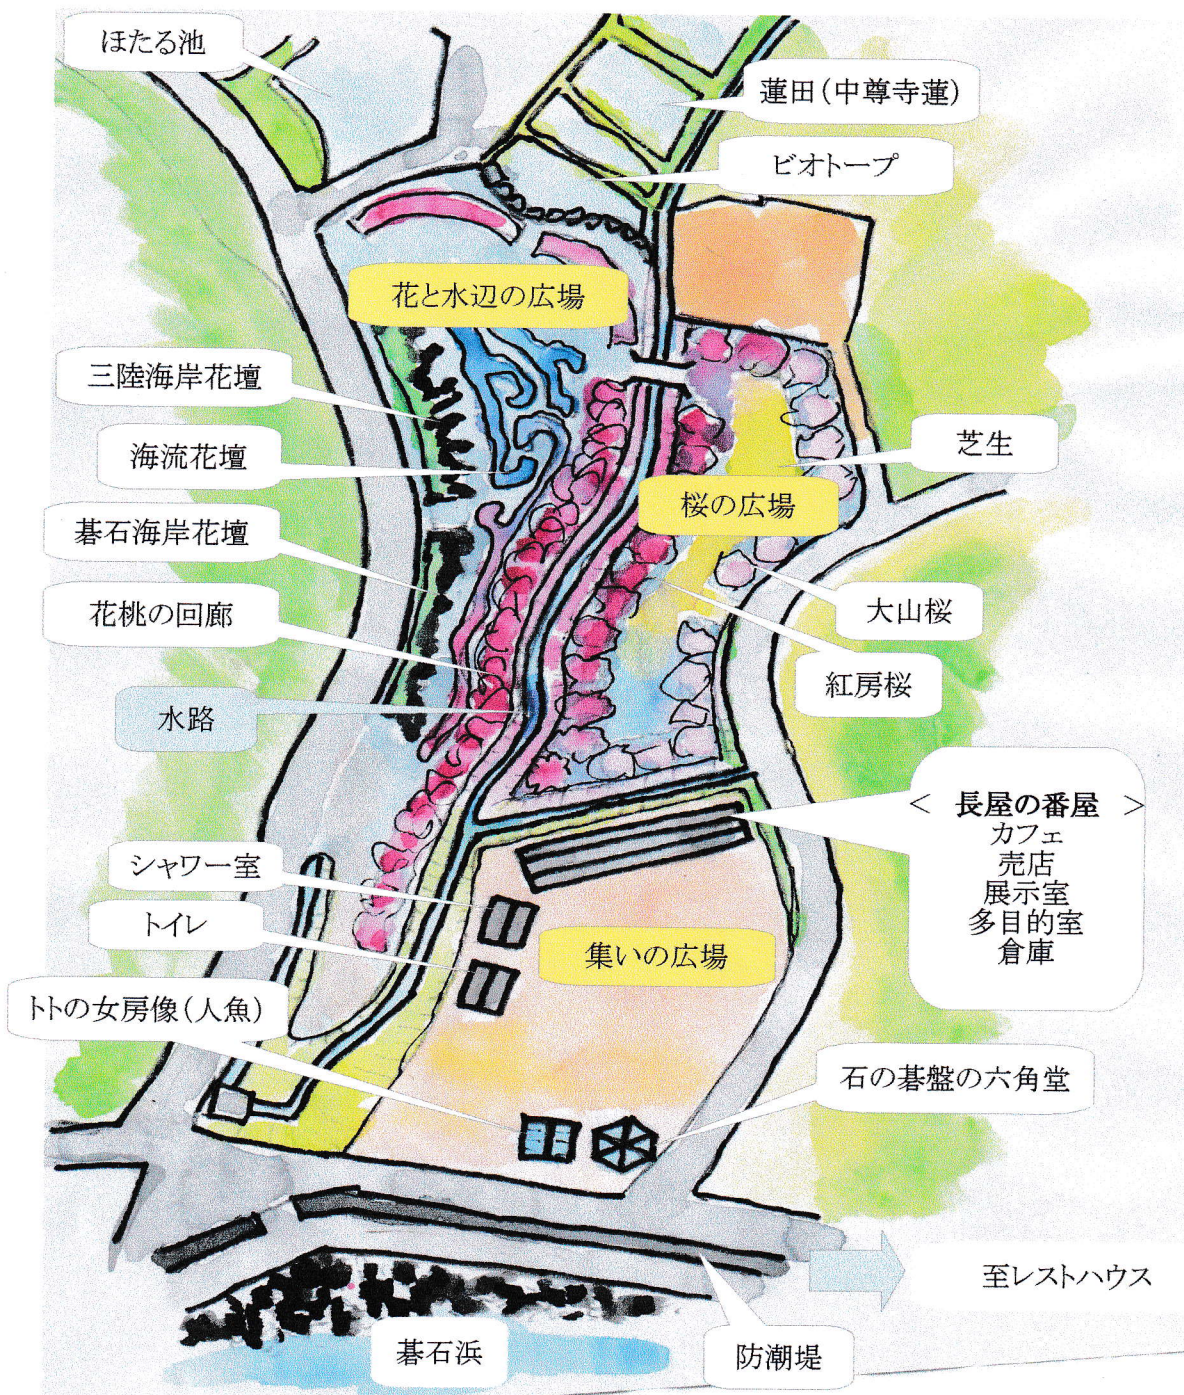 ほたる池
蓮田(中尊寺蓮)
ビオトープ
花と水辺の広場
三陸海岸花壇
海流花壇
芝生
桜の広場
碁石海岸花壇
花桃の回廊
大山桜
紅房桜
水路
< 長屋の番屋 >
カフェ
売店
展示室
多目的室
倉庫
シャワー室
トイレ
集いの広場
トトの女房像(人魚)
石の碁盤の六角堂
至レストハウス
碁石浜
防潮堤